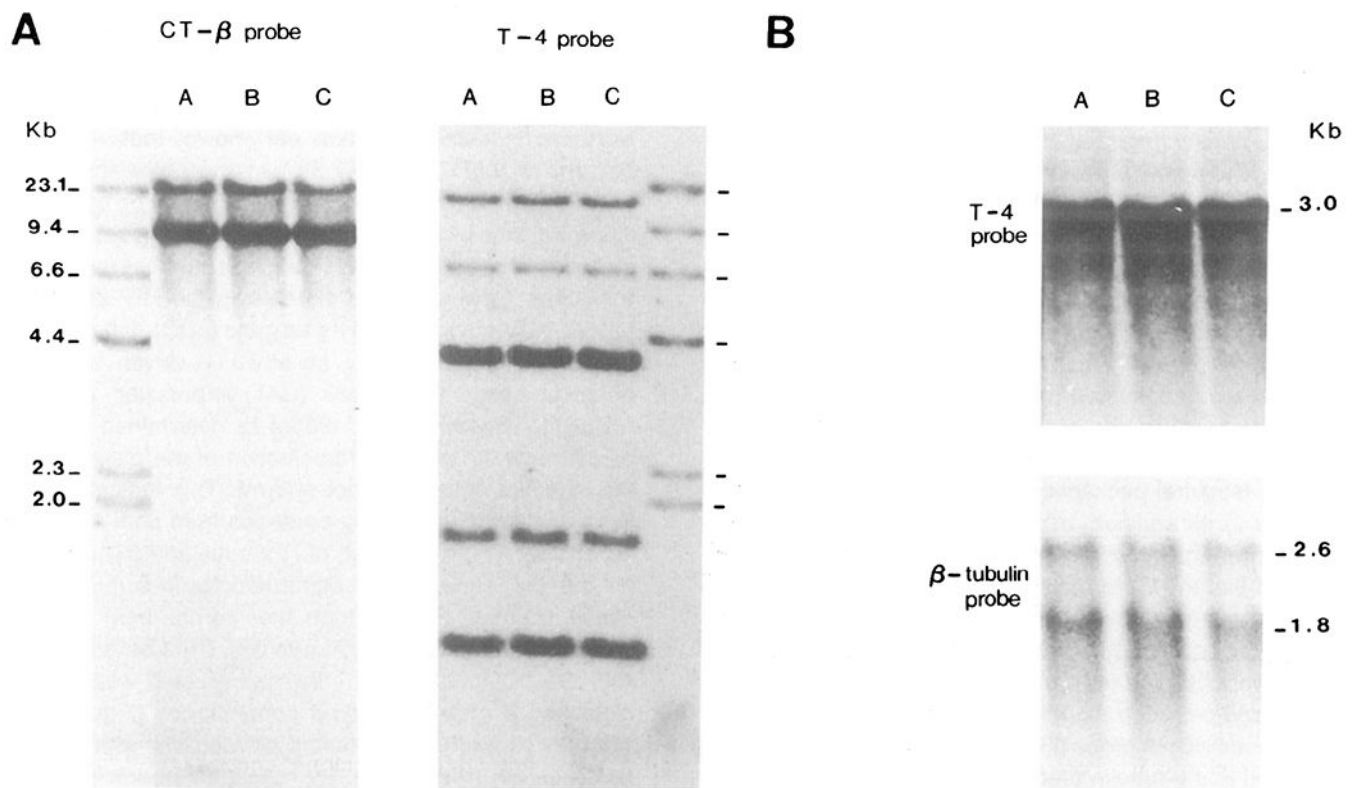 A
CT-β probe
A B C
Kb
23.1
9.4
6.6
4.4
2.3
2.0
T-4 probe
A B C
B
A B C
Kb
T-4
probe
3.0
β-tubulin
probe
2.6
1.8